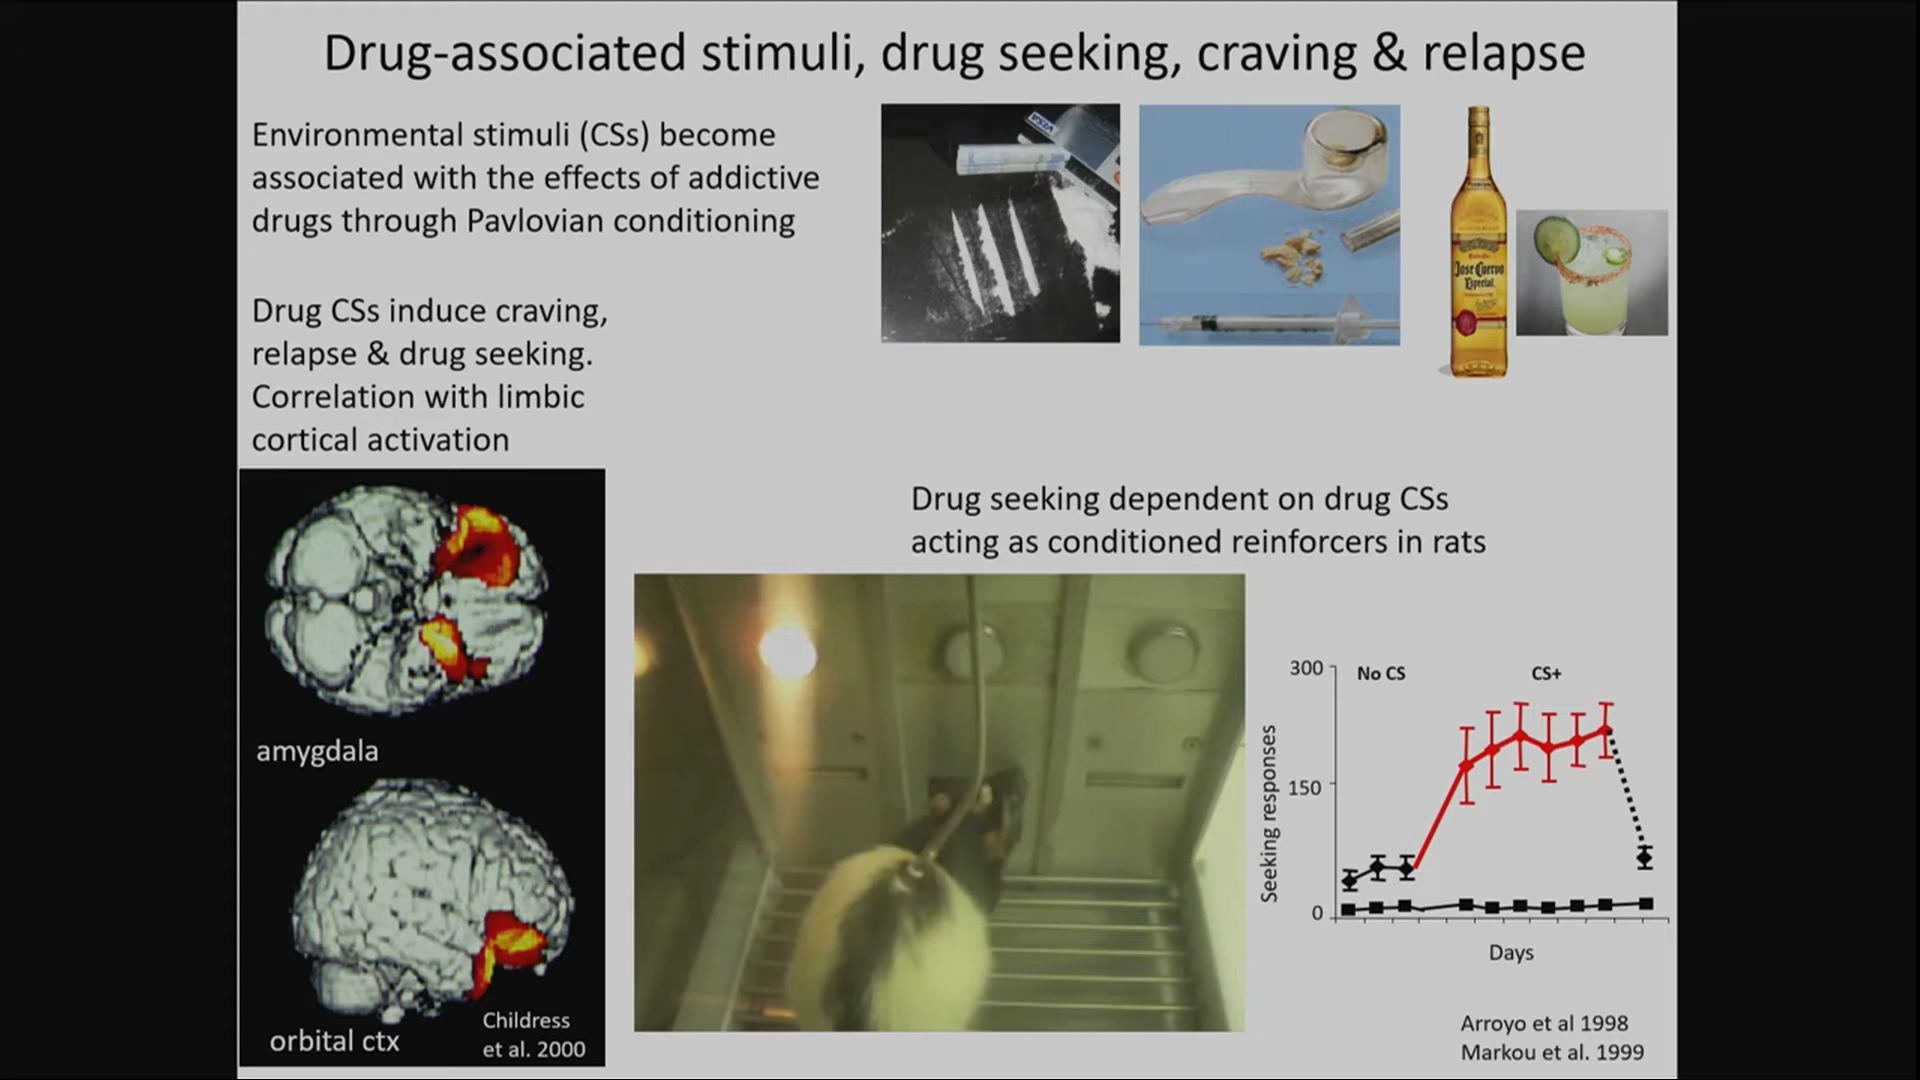 Drug-associated stimuli, drug seeking, craving & relapse
Environmental stimuli (CSs) become
associated with the effects of addictive
drugs through Pavlovian conditioning
VISA
Jose Cuervo
Especial
Drug CSs induce craving,
relapse & drug seeking.
Correlation with limbic
cortical activation
amygdala
orbital ctx
Childress
et al. 2000
Drug seeking dependent on drug CSs
acting as conditioned reinforcers in rats
No CS
CS+
300
150
0
Seeking responses
Days
Arroyo et al 1998
Markou et al. 1999